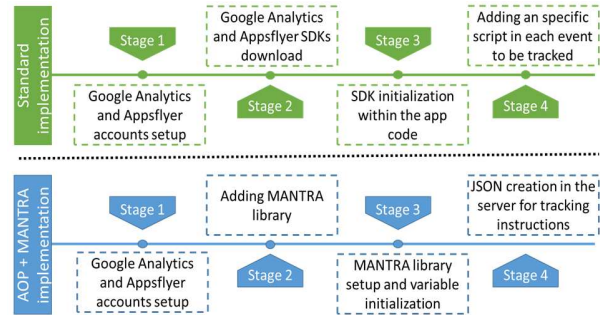 Standard
implementation
Stage 1
Google Analytics
and Appsflyer
accounts setup
Google Analytics
and Appsflyer SDKs
download
Stage 2
Stage 3
SDK initialization
within the app
code
Adding an specific
script in each event
to be tracked
Stage 4
AOP + MANTRA
implementation
Stage 1
Google Analytics
and Appsflyer
accounts setup
Adding MANTRA
library
Stage 2
Stage 3
MANTRA library
setup and variable
initialization
JSON creation in the
server for tracking
instructions
Stage 4